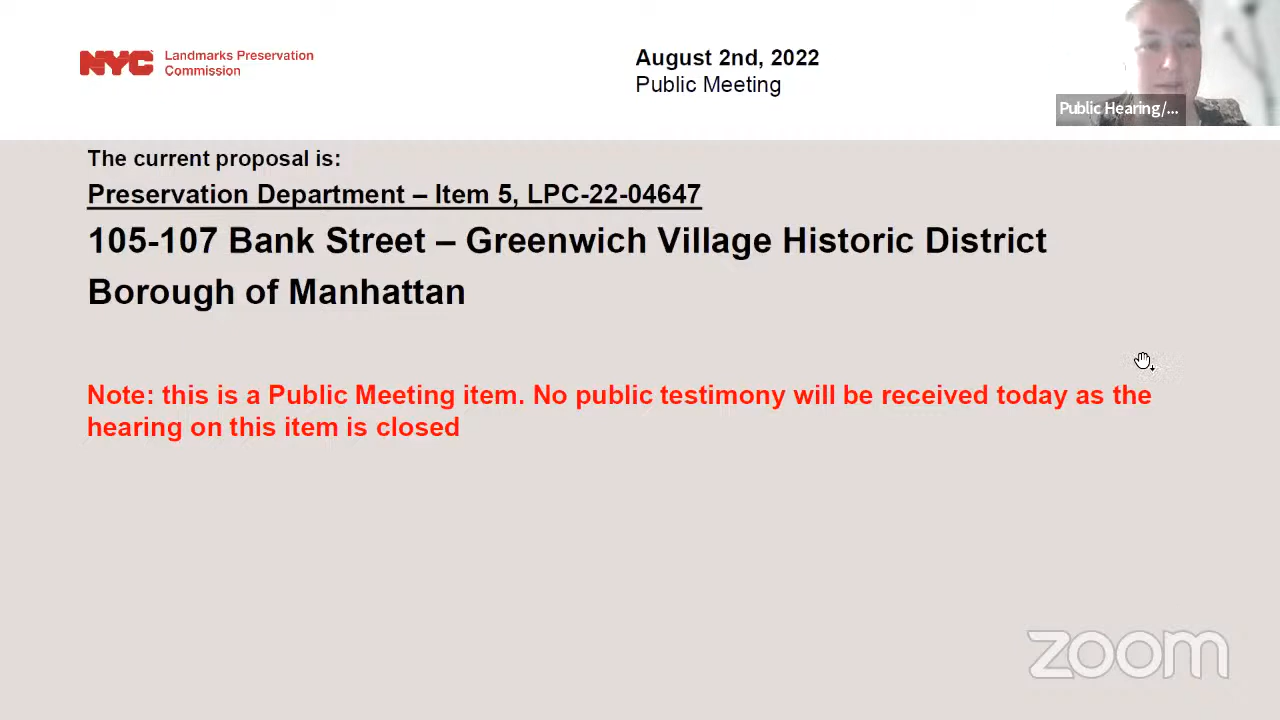 NYC Landmarks Preservation
Commission
August 2nd, 2022
Public Meeting
Public Hearing/...
The current proposal is:
Preservation Department – Item 5, LPC-22-04647
105-107 Bank Street – Greenwich Village Historic District
Borough of Manhattan
Note: this is a Public Meeting item. No public testimony will be received today as the
hearing on this item is closed
zoom